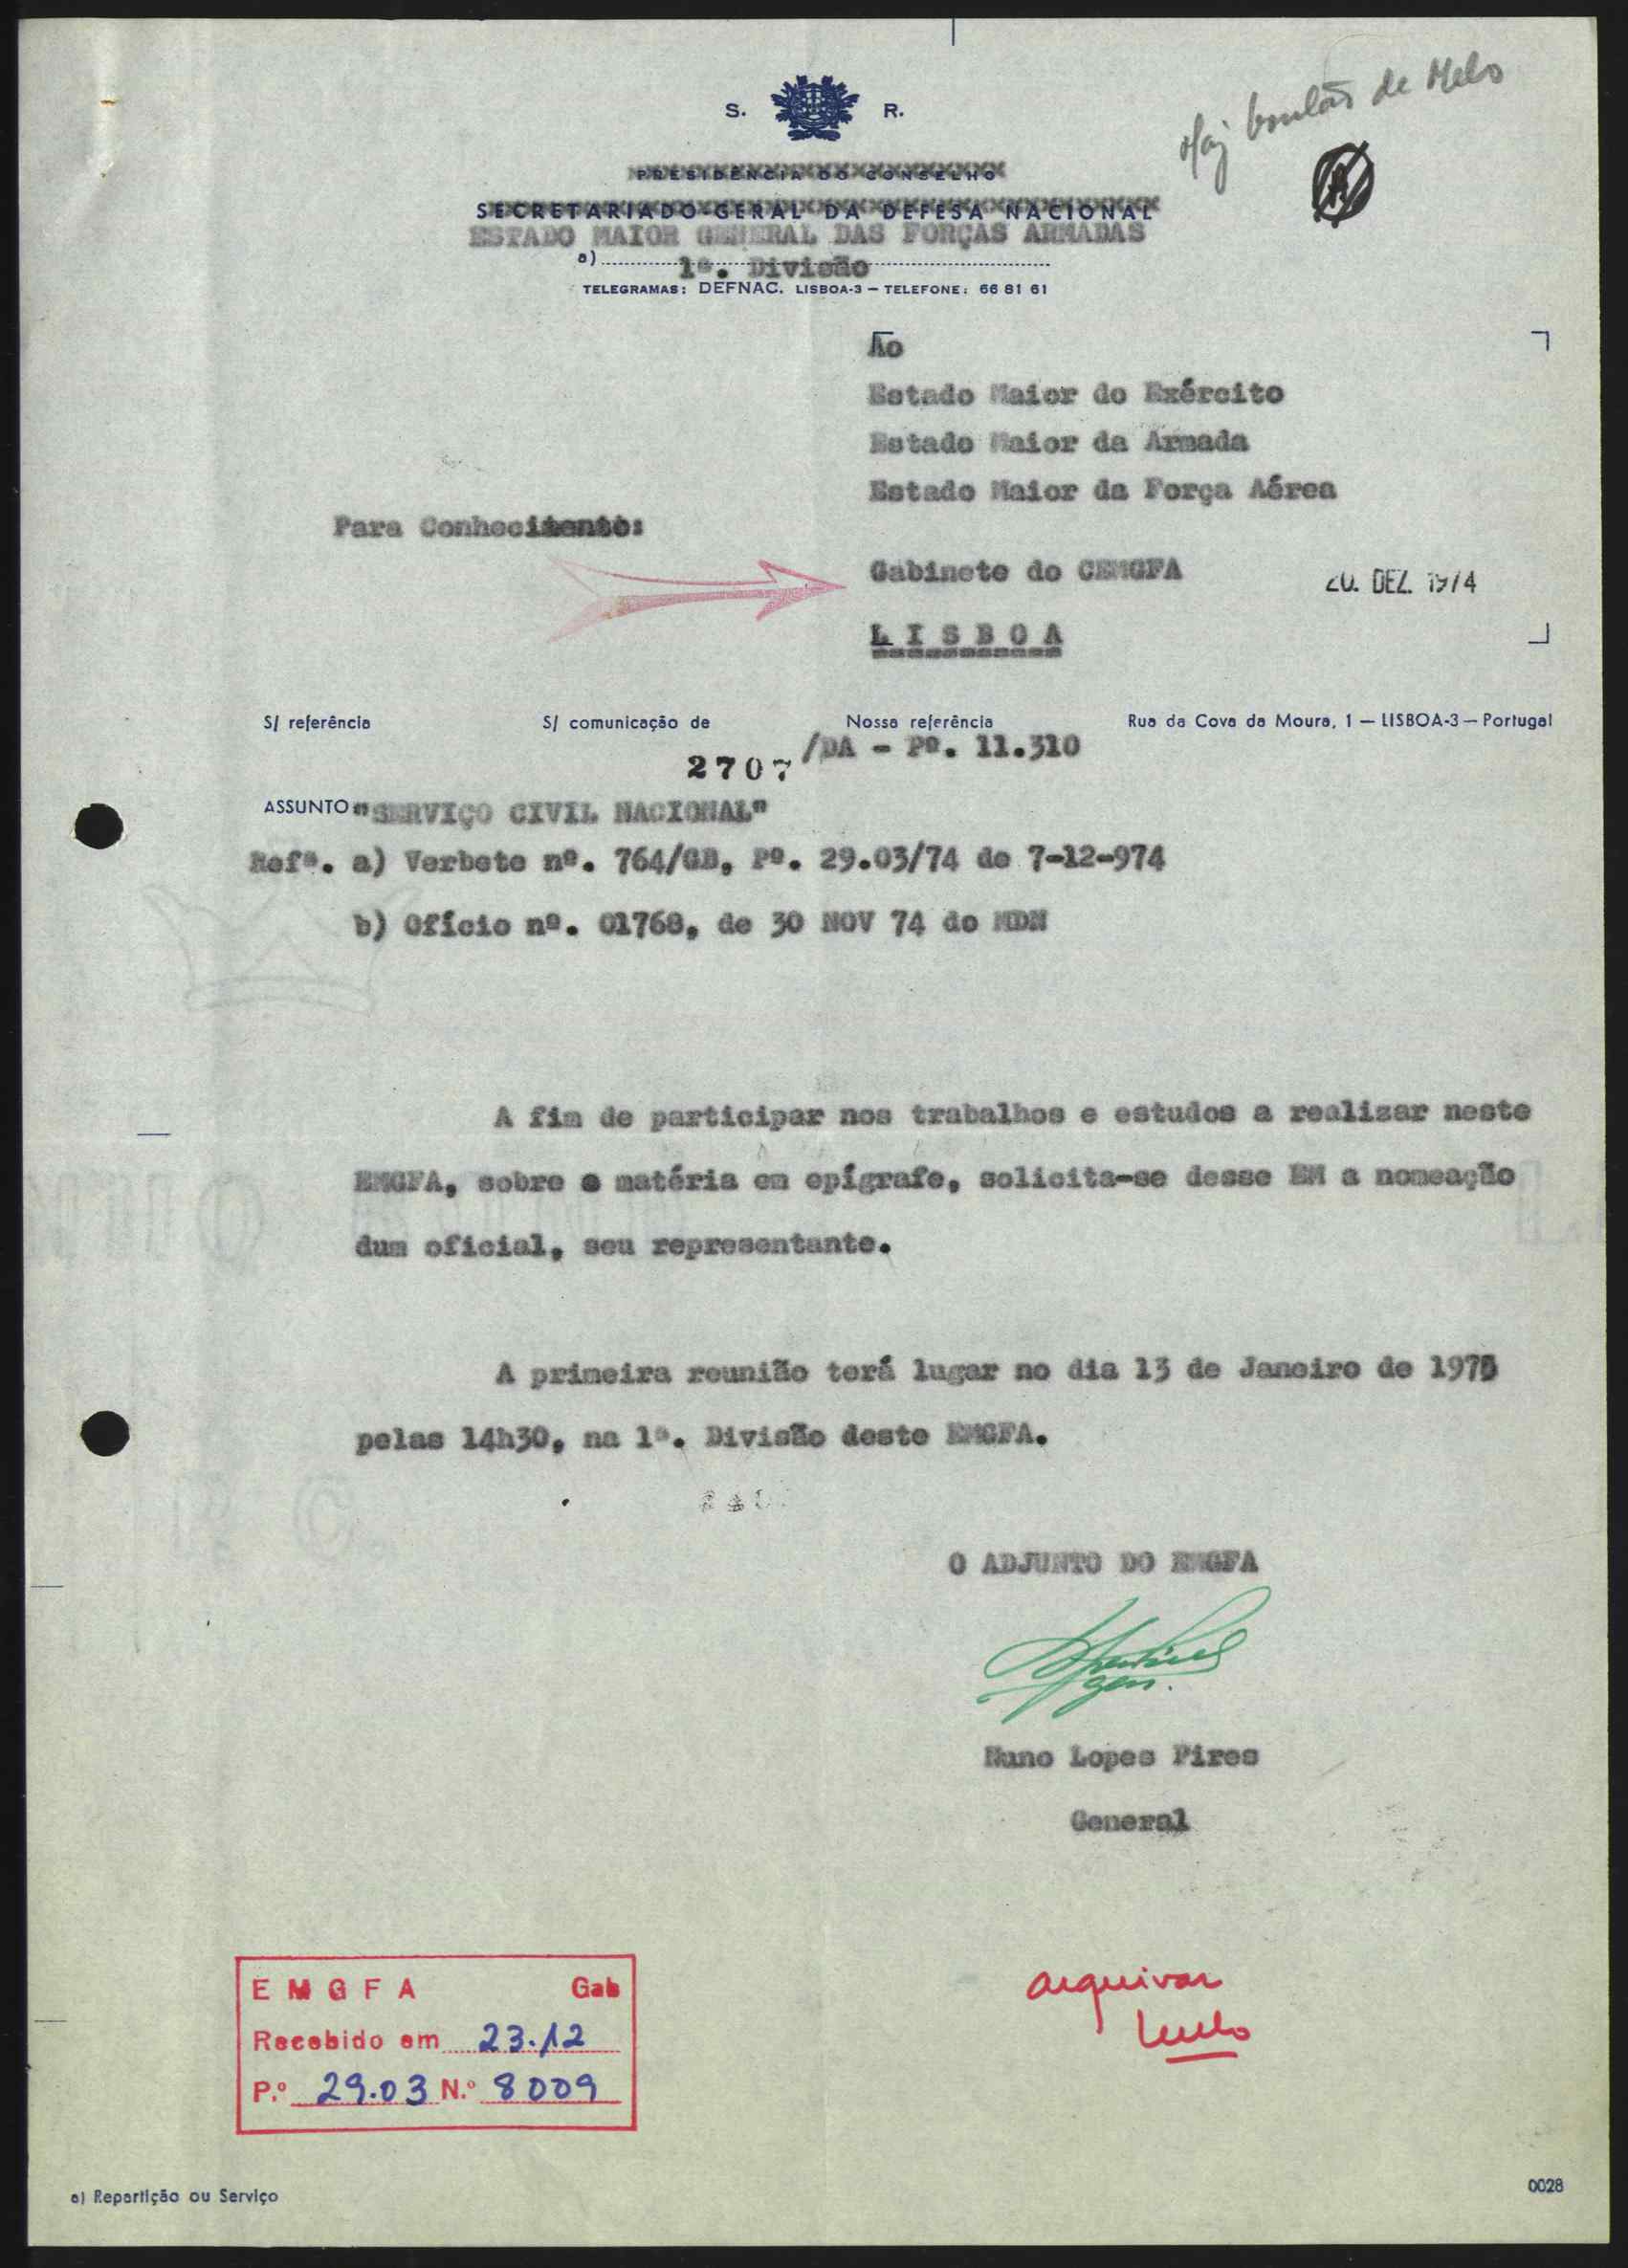 S. R.
PRESIDÊNCIA DO CONSELHO
SECRETARIADO-GERAL DA DEFESA NACIONAL
ESTADO MAIOR GENERAL DAS FORÇAS ARMADAS
a) 1ª. Divisão
TELEGRAMAS: DEFNAC. LISBOA-3 — TELEFONE: 66 81 61
de Melo
A
Ao
Estado Maior do Exército
Estado Maior da Armada
Estado Maior da Força Aérea
Para Conhecimento:
Gabinete do CEMGFA
20. DEZ. 1974
LISBOA
S/ referência S/ comunicação de Nossa referência Rua da Cova da Moura, 1 — LISBOA-3 — Portugal
2707 /DA - Pº. 11.310
ASSUNTO "SERVIÇO CIVIL NACIONAL"
Refª. a) Verbete nº. 764/GB, Pº. 29.03/74 de 7-12-974
b) Ofício nº. 01768, de 30 NOV 74 do MDN
A fim de participar nos trabalhos e estudos a realizar neste
EMGFA, sobre a matéria em epígrafe, solicita-se desse EM a nomeação
dum oficial, seu representante.
A primeira reunião terá lugar no dia 13 de Janeiro de 1975
pelas 14h30, na 1ª. Divisão deste EMGFA.
O ADJUNTO DO EMGFA
gen.
Nuno Lopes Pires
General
EMGFA Gab
Recebido em 23.12
P.º 29.03 N.º 8009
arquivar
a) Repartição ou Serviço
0028